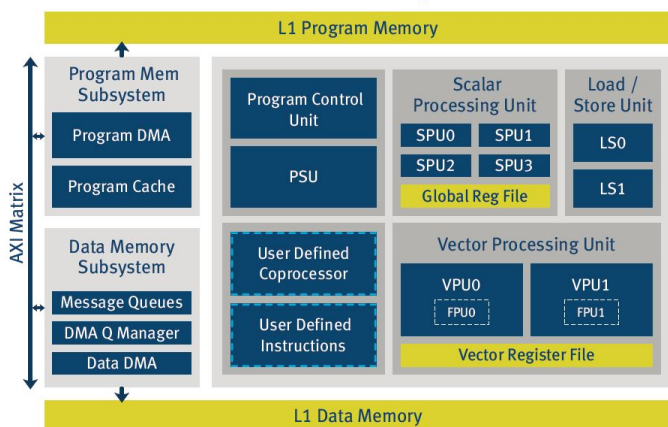 L1 Program Memory
AXI Matrix
Program Mem
Subsystem
Program DMA
Program Cache
Data Memory
Subsystem
Message Queues
DMA Q Manager
Data DMA
Program Control
Unit
PSU
User Defined
Coprocessor
User Defined
Instructions
Scalar
Processing Unit
SPU0
SPU1
SPU2
SPU3
Global Reg File
Load /
Store Unit
LS0
LS1
Vector Processing Unit
VPU0
FPU0
VPU1
FPU1
Vector Register File
L1 Data Memory